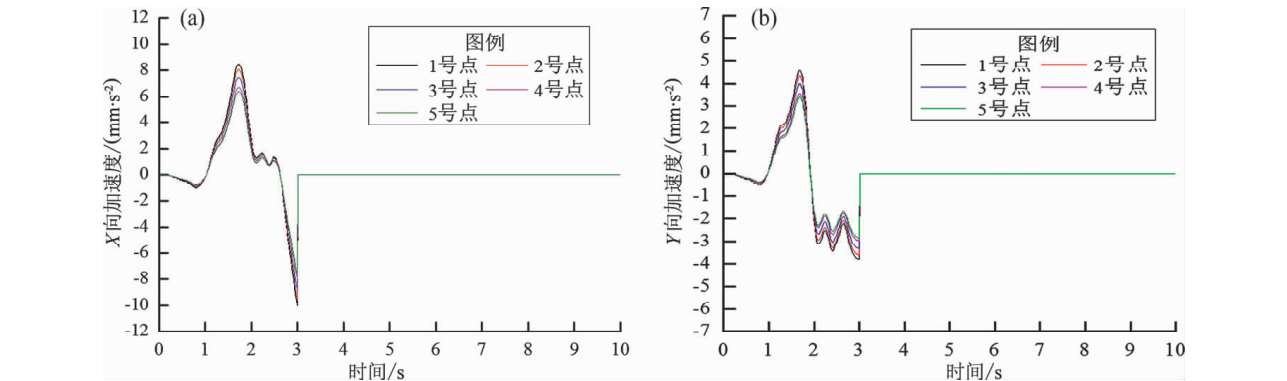 (a)
12
10
8
6
4
2
0
-2
-4
-6
-8
-10
-12
X向加速度/(mm·s⁻²)
图例
1号点 2号点
3号点 4号点
5号点
0 1 2 3 4 5 6 7 8 9 10
时间/s
(b)
7
6
5
4
3
2
1
0
-1
-2
-3
-4
-5
-6
-7
Y向加速度/(mm·s⁻²)
图例
1号点 2号点
3号点 4号点
5号点
0 1 2 3 4 5 6 7 8 9 10
时间/s